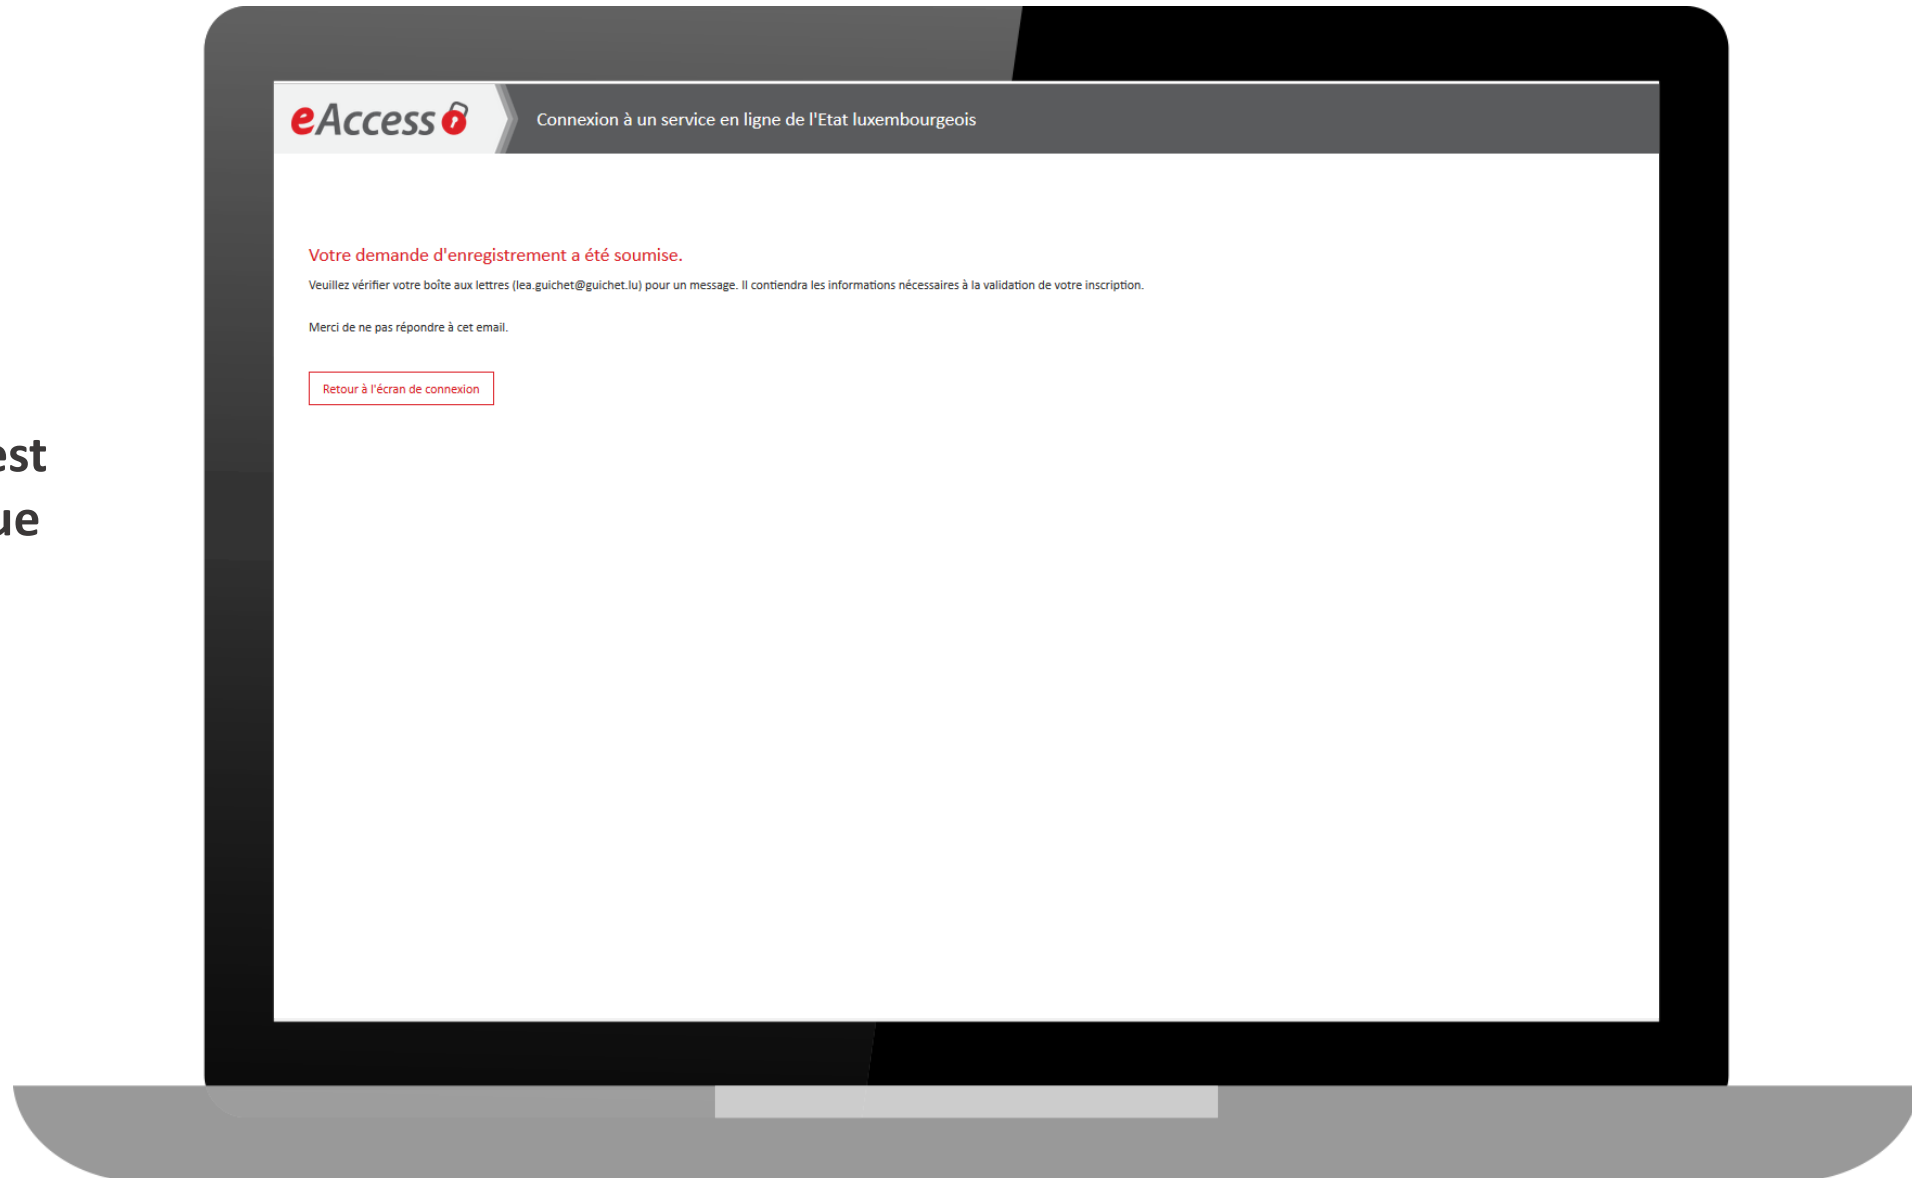 eAccess
Connexion à un service en ligne de l'Etat luxembourgeois
Votre demande d'enregistrement a été soumise.
Veuillez vérifier votre boîte aux lettres (lea.guichet@guichet.lu) pour un message. Il contiendra les informations nécessaires à la validation de votre inscription.
Merci de ne pas répondre à cet email.
Retour à l'écran de connexion
est
ue